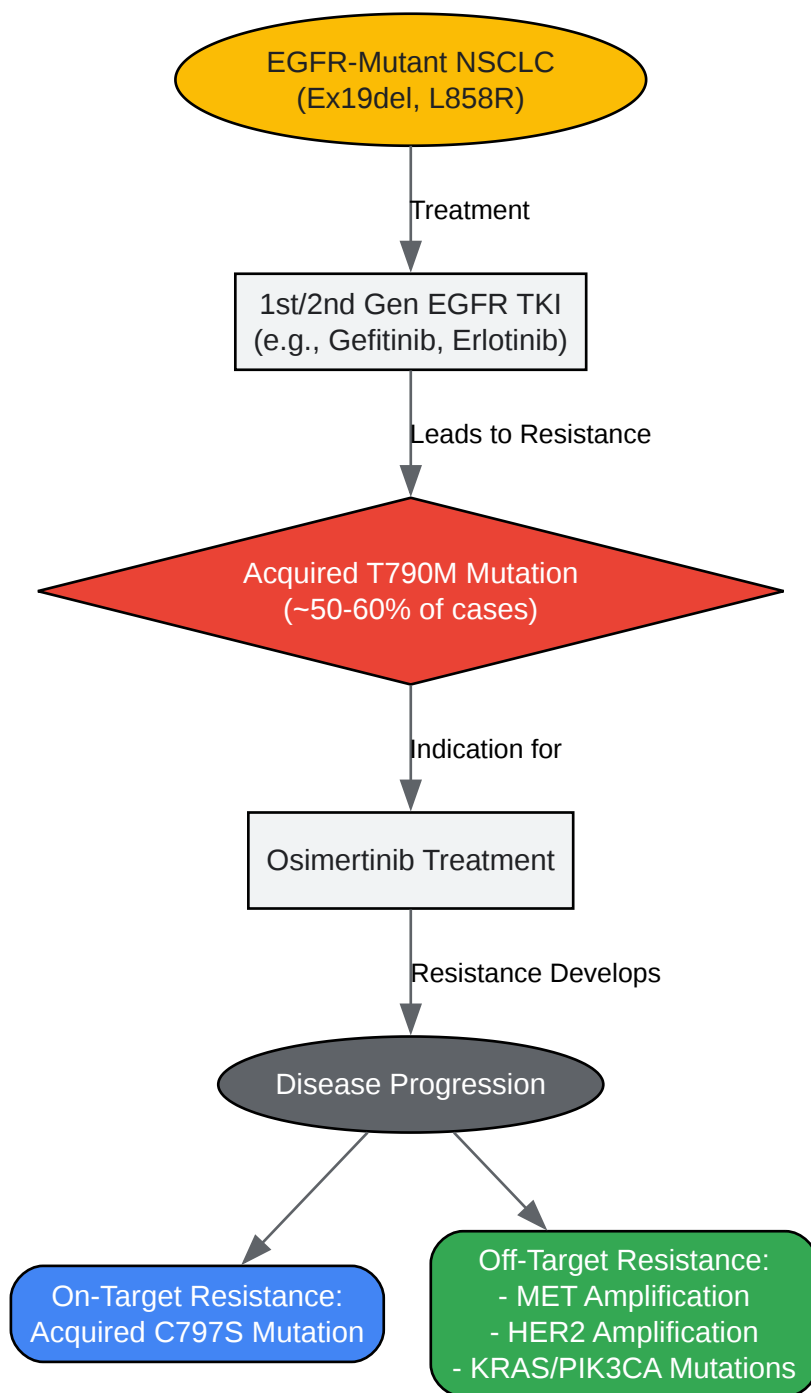 EGFR-Mutant NSCLC
(Ex19del, L858R)
Treatment
1st/2nd Gen EGFR TKI
(e.g., Gefitinib, Erlotinib)
Leads to Resistance
Acquired T790M Mutation
(~50-60% of cases)
Indication for
Osimertinib Treatment
Resistance Develops
Disease Progression
On-Target Resistance:
Acquired C797S Mutation
Off-Target Resistance:
- MET Amplification
- HER2 Amplification
- KRAS/PIK3CA Mutations